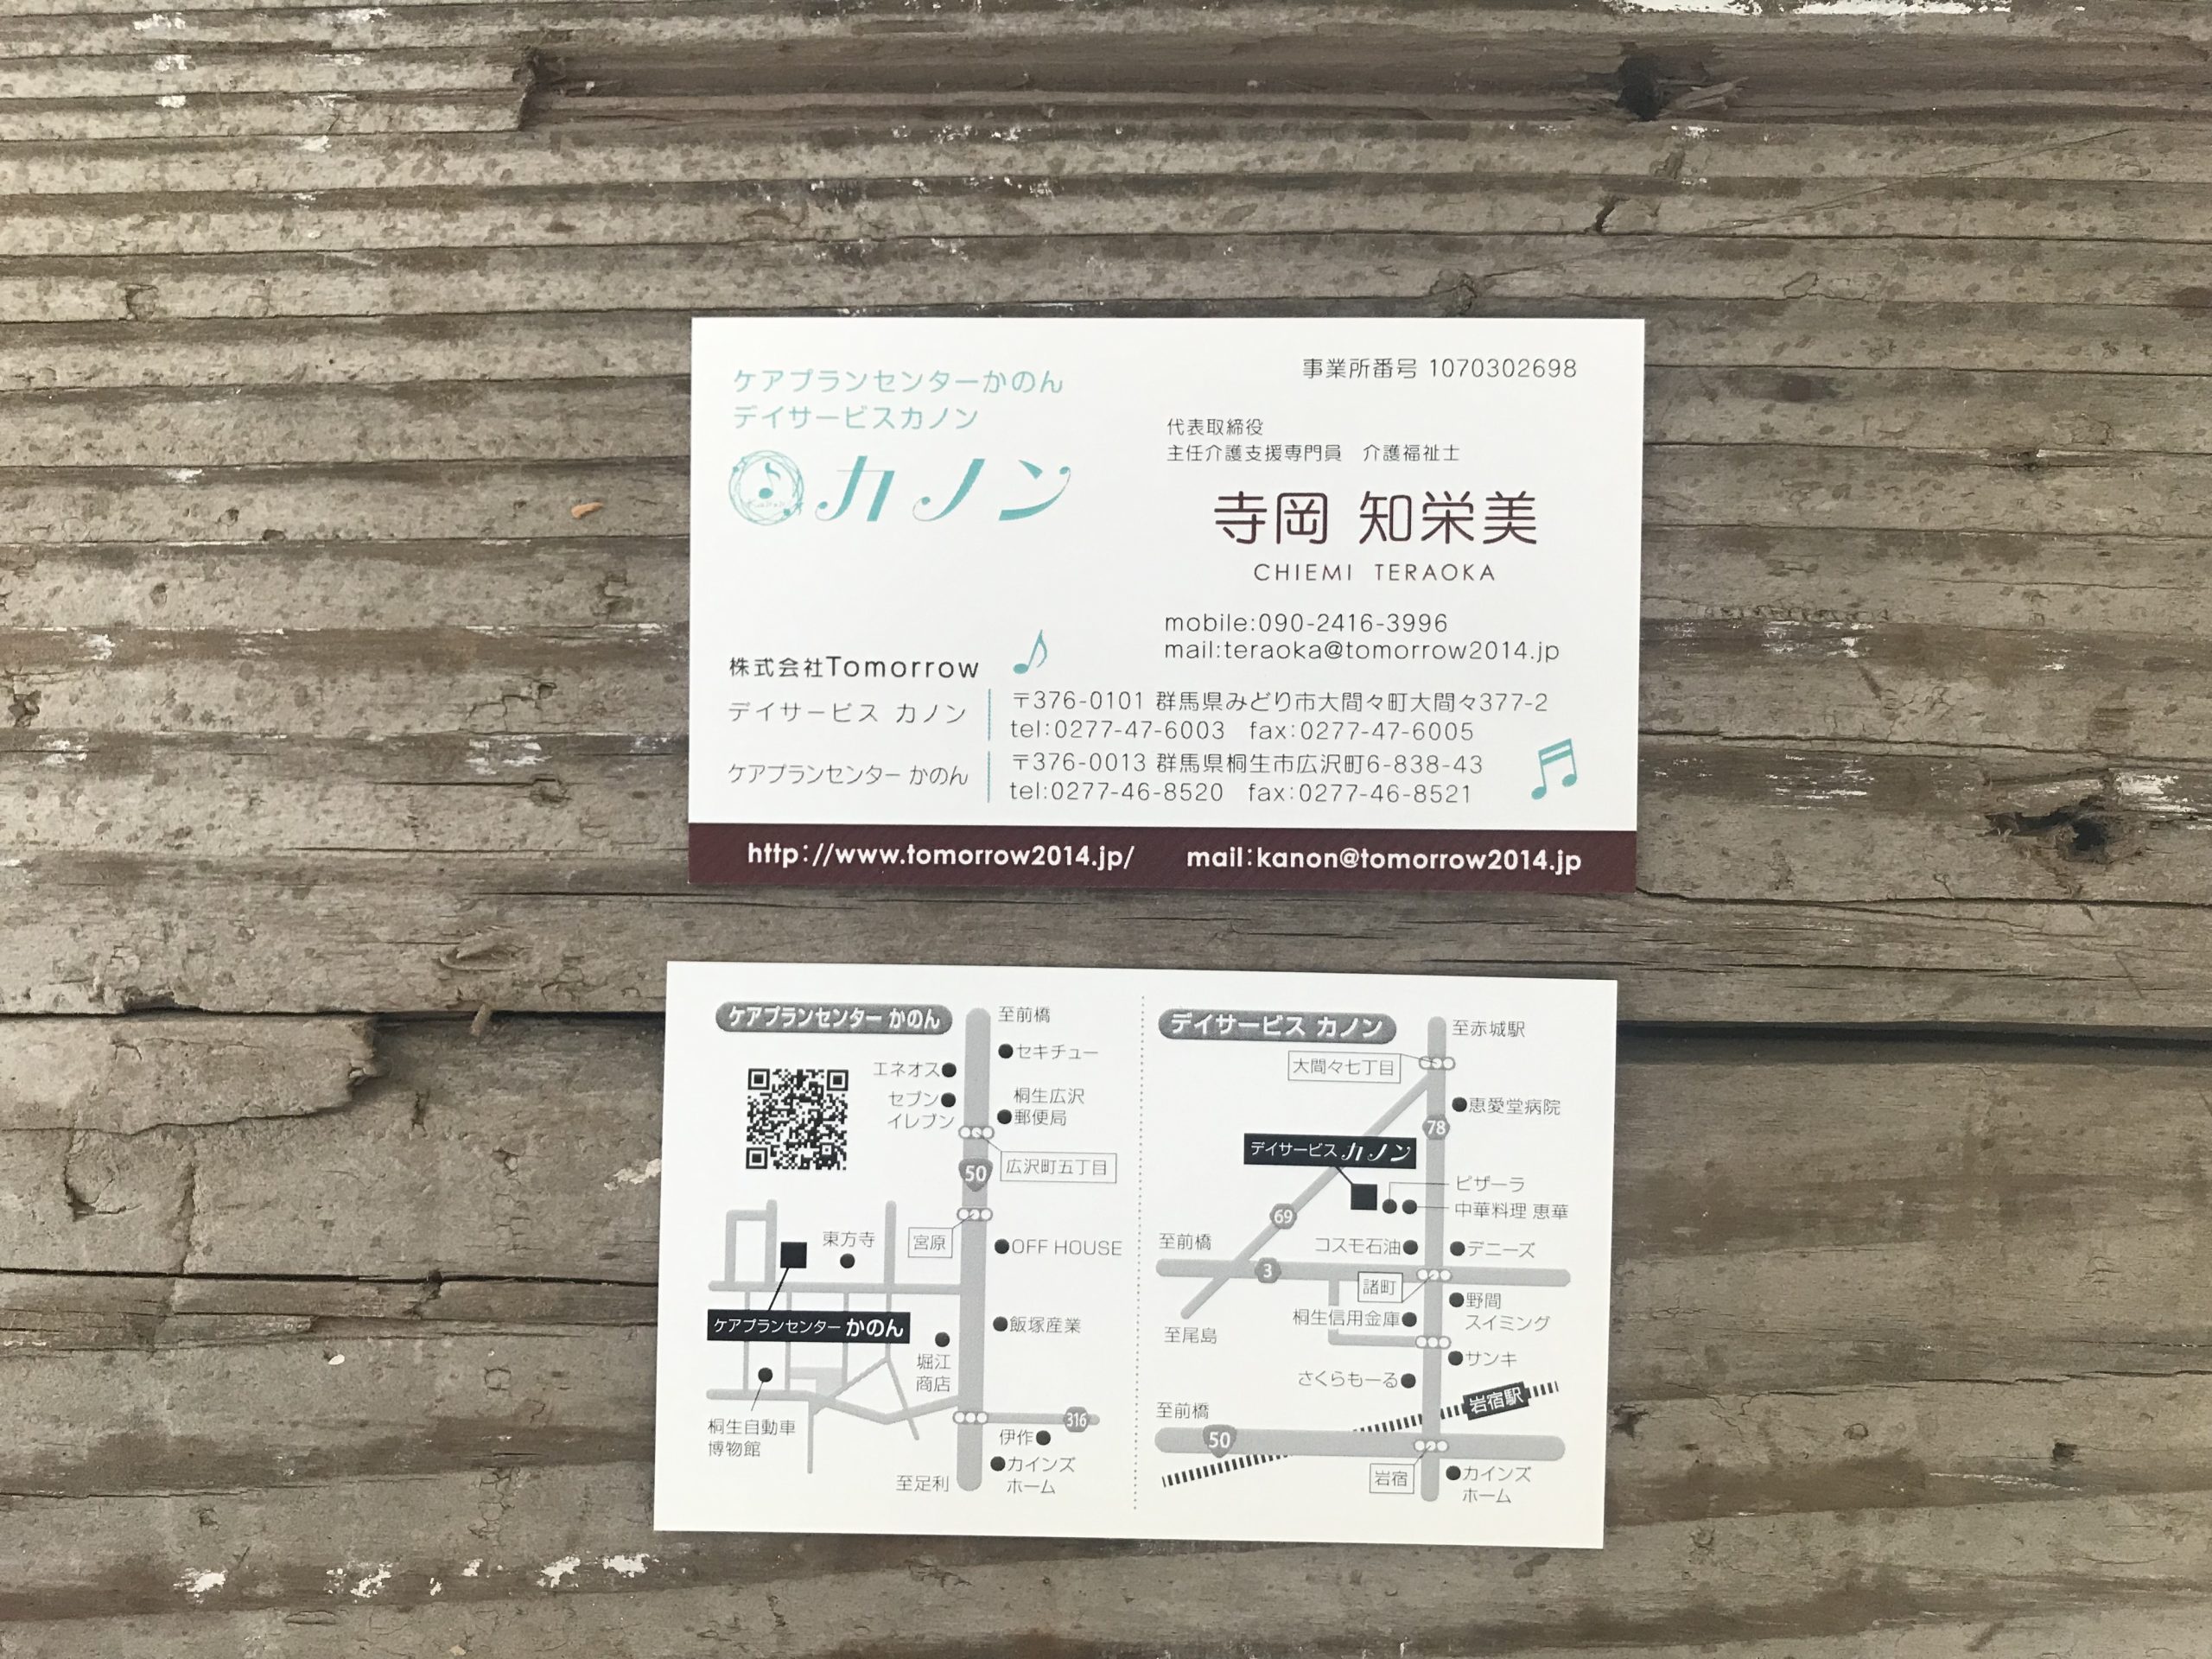 ケアプランセンターかのん
デイサービスカノン
カノン
事業所番号 1070302698
代表取締役
主任介護支援専門員　介護福祉士
寺岡 知栄美
CHIEMI TERAOKA
mobile:090-2416-3996
mail:teraoka@tomorrow2014.jp
株式会社Tomorrow
デイサービス カノン
〒376-0101 群馬県みどり市大間々町大間々377-2
tel:0277-47-6003　fax:0277-47-6005
ケアプランセンター かのん
〒376-0013 群馬県桐生市広沢町6-838-43
tel:0277-46-8520　fax:0277-46-8521
http://www.tomorrow2014.jp/
mail:kanon@tomorrow2014.jp
ケアプランセンター かのん
至前橋
セキチュー
エネオス
セブン
イレブン
桐生広沢
郵便局
広沢町五丁目
50
宮原
東方寺
OFF HOUSE
ケアプランセンター かのん
飯塚産業
堀江
商店
桐生自動車
博物館
316
伊作
カインズ
ホーム
至足利
デイサービス カノン
至赤城駅
大間々七丁目
恵愛堂病院
78
デイサービス カノン
ピザーラ
中華料理 恵華
69
至前橋
コスモ石油
デニーズ
3
諸町
野間
スイミング
桐生信用金庫
至尾島
サンキ
さくらもーる
岩宿駅
至前橋
50
岩宿
カインズ
ホーム